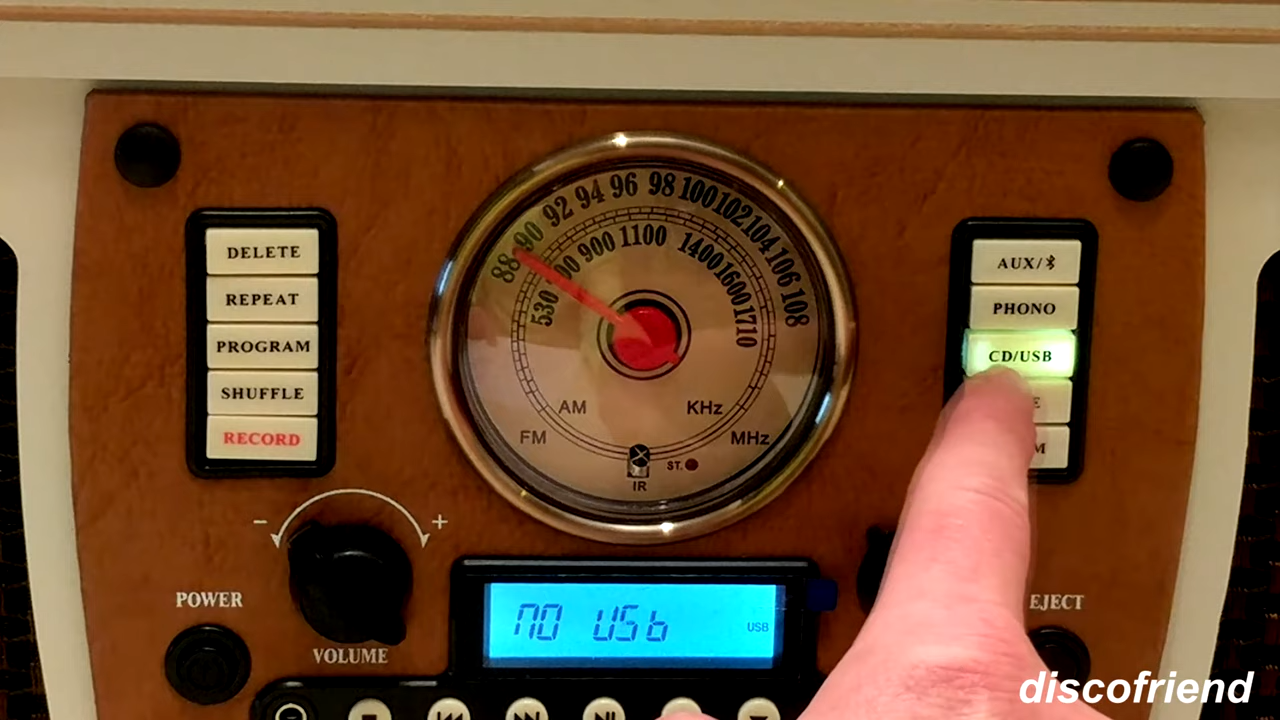 88 90 92 94 96 98 100 102 104 106 108
530 900 1100 1400 1600 1710
AM KHz
FM MHz
ST.
IR
DELETE
REPEAT
PROGRAM
SHUFFLE
RECORD
AUX/
PHONO
CD/USB
E
M
− +
POWER
VOLUME
NO USb
USB
EJECT
discofriend